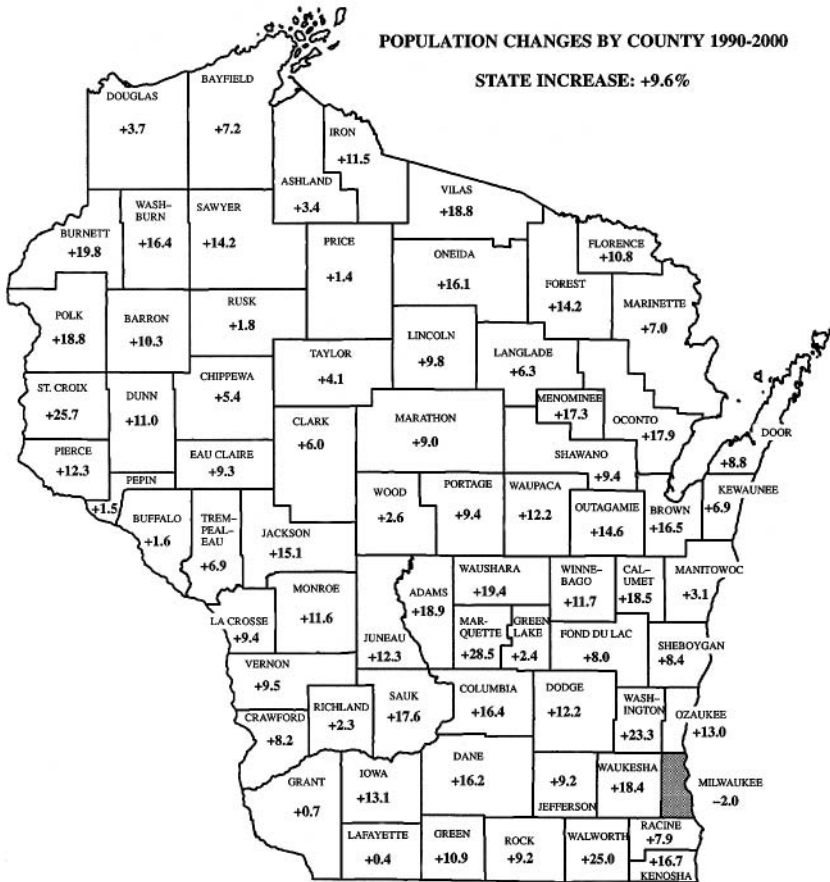 POPULATION CHANGES BY COUNTY 1990-2000
STATE INCREASE: +9.6%
DOUGLAS
+3.7
BAYFIELD
+7.2
ASHLAND
+3.4
IRON
+11.5
VILAS
+18.8
BURNETT
+19.8
WASH-
BURN
+16.4
SAWYER
+14.2
PRICE
+1.4
ONEIDA
+16.1
FOREST
+14.2
FLORENCE
+10.8
MARINETTE
+7.0
POLK
+18.8
BARRON
+10.3
RUSK
+1.8
LINCOLN
+9.8
LANGLADE
+6.3
TAYLOR
+4.1
ST. CROIX
+25.7
DUNN
+11.0
CHIPPEWA
+5.4
CLARK
+6.0
MARATHON
+9.0
MENOMINEE
+17.3
OCONTO
+17.9
DOOR
+8.8
PIERCE
+12.3
EAU CLAIRE
+9.3
SHAWANO
+9.4
PEPIN
+1.5
BUFFALO
+1.6
TREM-
PEAL-
EAU
+6.9
JACKSON
+15.1
WOOD
+2.6
PORTAGE
+9.4
WAUPACA
+12.2
OUTAGAMIE
+14.6
BROWN
+16.5
KEWAUNEE
+6.9
LA CROSSE
+9.4
MONROE
+11.6
JUNEAU
+12.3
ADAMS
+18.9
WAUSHARA
+19.4
WINNE-
BAGO
+11.7
CAL-
UMET
+18.5
MANITOWOC
+3.1
MAR-
QUETTE
+28.5
GREEN
LAKE
+2.4
FOND DU LAC
+8.0
SHEBOYGAN
+8.4
VERNON
+9.5
CRAWFORD
+8.2
RICHLAND
+2.3
SAUK
+17.6
COLUMBIA
+16.4
DODGE
+12.2
WASH-
INGTON
+23.3
OZAUKEE
+13.0
GRANT
+0.7
IOWA
+13.1
DANE
+16.2
+9.2
JEFFERSON
WAUKESHA
+18.4
MILWAUKEE
−2.0
LAFAYETTE
+0.4
GREEN
+10.9
ROCK
+9.2
WALWORTH
+25.0
RACINE
+7.9
+16.7
KENOSHA